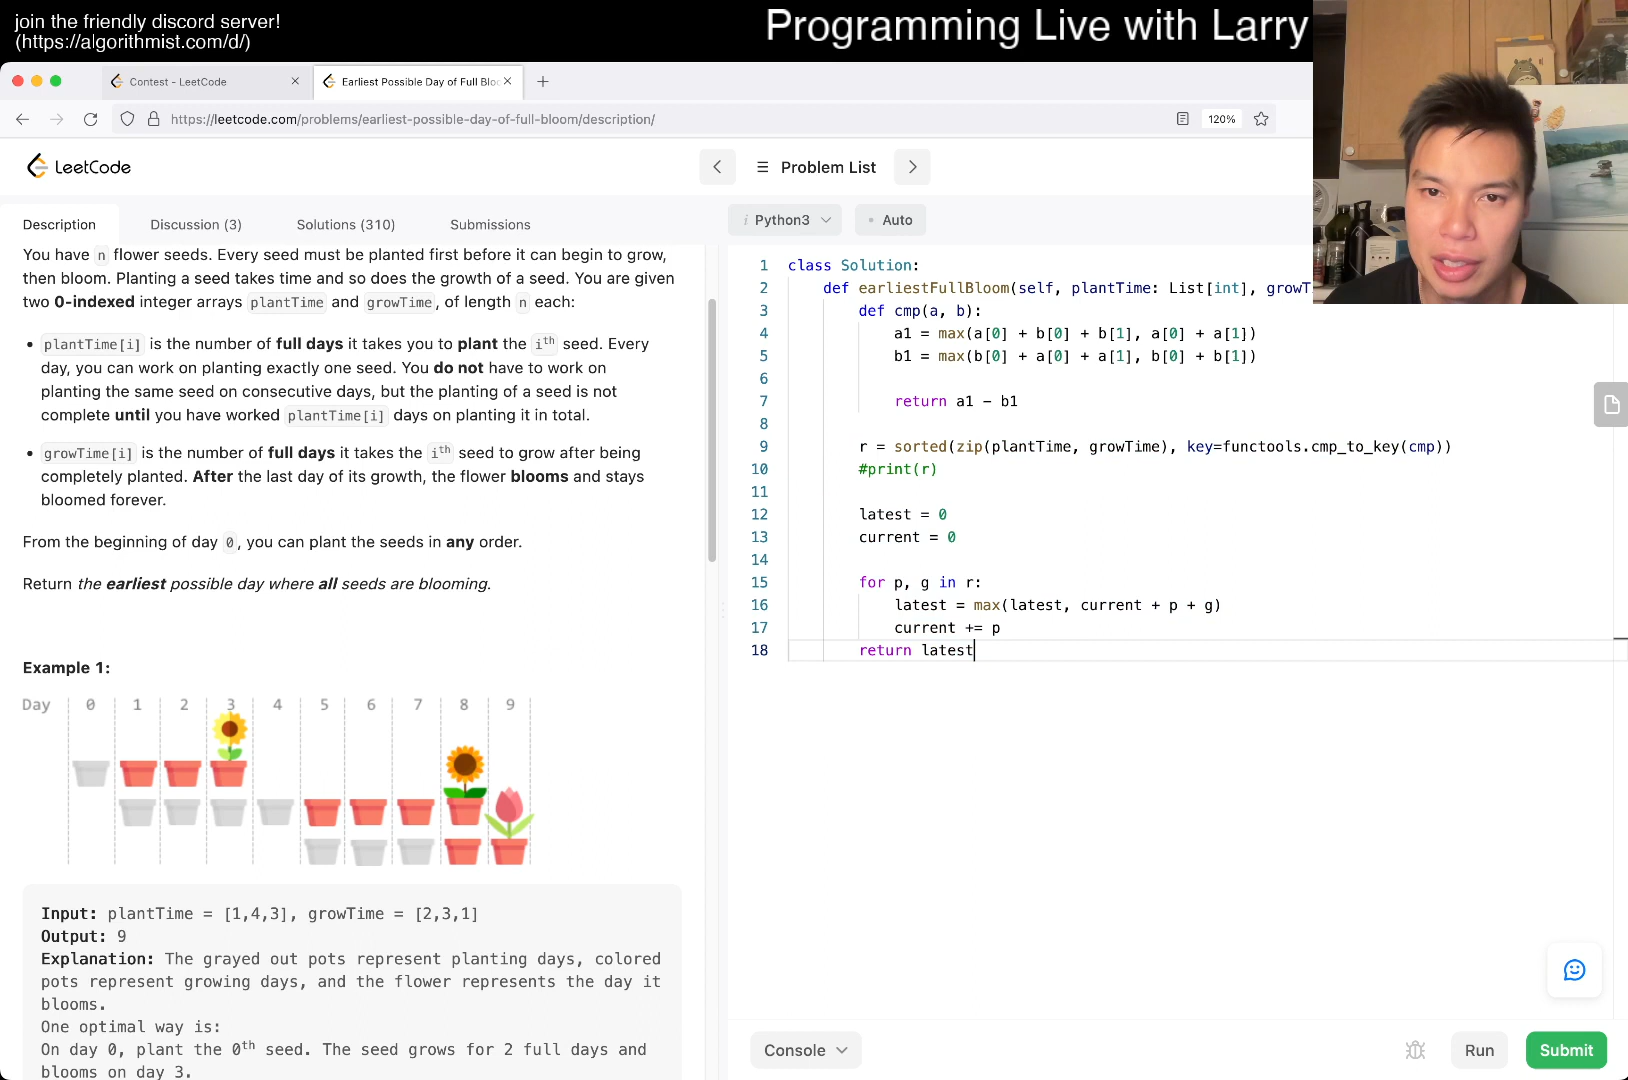 join the friendly discord server!
(https://algorithmist.com/d/)
Programming Live with Larry
Contest - LeetCode
Earliest Possible Day of Full Bloo
https://leetcode.com/problems/earliest-possible-day-of-full-bloom/description/
120%
LeetCode
Problem List
Description
Discussion (3)
Solutions (310)
Submissions
i Python3
Auto
You have n flower seeds. Every seed must be planted first before it can begin to grow,
then bloom. Planting a seed takes time and so does the growth of a seed. You are given
two 0-indexed integer arrays plantTime and growTime, of length n each:
• plantTime[i] is the number of full days it takes you to plant the ith seed. Every
day, you can work on planting exactly one seed. You do not have to work on
planting the same seed on consecutive days, but the planting of a seed is not
complete until you have worked plantTime[i] days on planting it in total.
• growTime[i] is the number of full days it takes the ith seed to grow after being
completely planted. After the last day of its growth, the flower blooms and stays
bloomed forever.
From the beginning of day 0, you can plant the seeds in any order.
Return the earliest possible day where all seeds are blooming.
Example 1:
Day 0 1 2 3 4 5 6 7 8 9
Input: plantTime = [1,4,3], growTime = [2,3,1]
Output: 9
Explanation: The grayed out pots represent planting days, colored
pots represent growing days, and the flower represents the day it
blooms.
One optimal way is:
On day 0, plant the 0th seed. The seed grows for 2 full days and
blooms on day 3.
1 class Solution:
2 def earliestFullBloom(self, plantTime: List[int], growT
3 def cmp(a, b):
4 a1 = max(a[0] + b[0] + b[1], a[0] + a[1])
5 b1 = max(b[0] + a[0] + a[1], b[0] + b[1])
6
7 return a1 - b1
8
9 r = sorted(zip(plantTime, growTime), key=functools.cmp_to_key(cmp))
10 #print(r)
11
12 latest = 0
13 current = 0
14
15 for p, g in r:
16 latest = max(latest, current + p + g)
17 current += p
18 return latest
Console
Run
Submit